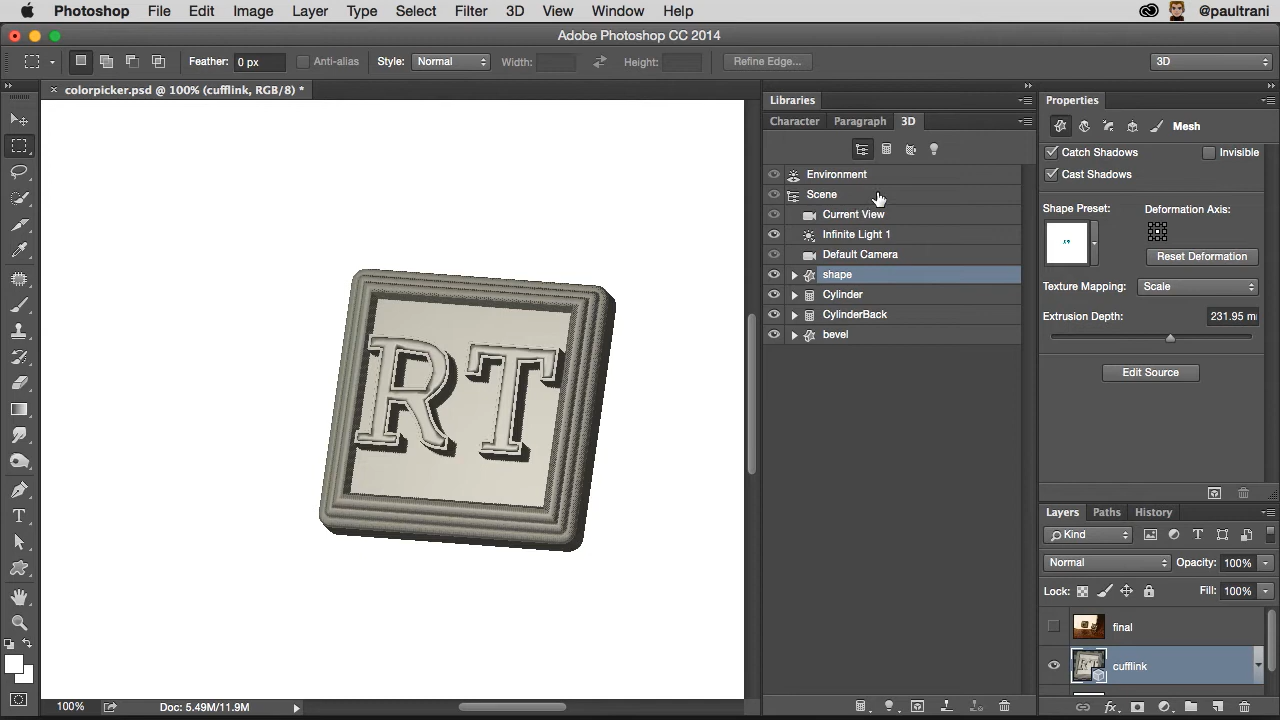 Photoshop File Edit Image Layer Type Select Filter 3D View Window Help @paultrani
Adobe Photoshop CC 2014
Feather: 0 px Anti-alias Style: Normal Width: Height: Refine Edge... 3D
× colorpicker.psd @ 100% (cufflink, RGB/8) *
Libraries
Character Paragraph 3D
Environment
Scene
Current View
Infinite Light 1
Default Camera
shape
Cylinder
CylinderBack
bevel
Properties
Mesh
Catch Shadows Invisible
Cast Shadows
Shape Preset: Deformation Axis:
Reset Deformation
Texture Mapping: Scale
Extrusion Depth: 231.95 m
Edit Source
RT
Layers Paths History
Kind
Normal Opacity: 100%
Lock: Fill: 100%
final
cufflink
100% Doc: 5.49M/11.9M